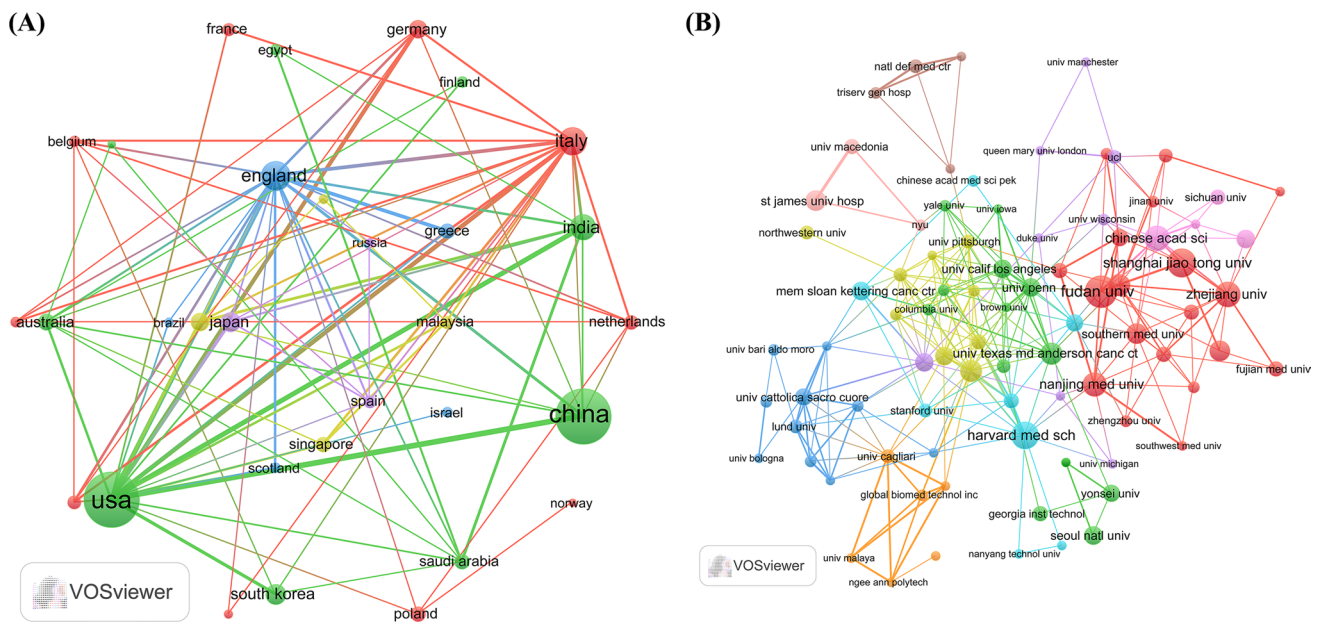 (A)
france
germany
egypt
finland
belgium
italy
england
india
greece
russia
australia
brazil
japan
malaysia
netherlands
spain
israel
china
singapore
scotland
usa
norway
saudi arabia
south korea
poland
VOSviewer
(B)
univ manchester
natl def med ctr
triserv gen hosp
univ macedonia
queen mary univ london
ucl
chinese acad med sci pek
st james univ hosp
yale univ
univ iowa
jinan univ
sichuan univ
nyu
univ wisconsin
northwestern univ
duke univ
chinese acad sci
univ pittsburgh
univ calif los angeles
shanghai jiao tong univ
mem sloan kettering canc ctr
univ penn
fudan univ
zhejiang univ
columbia univ
brown univ
southern med univ
univ bari aldo moro
univ texas md anderson canc ct
fujian med univ
nanjing med univ
univ cattolica sacro cuore
stanford univ
lund univ
zhengzhou univ
harvard med sch
southwest med univ
univ bologna
univ cagliari
univ michigan
global biomed technol inc
yonsei univ
georgia inst technol
seoul natl univ
univ malaya
nanyang technol univ
ngee ann polytech
VOSviewer